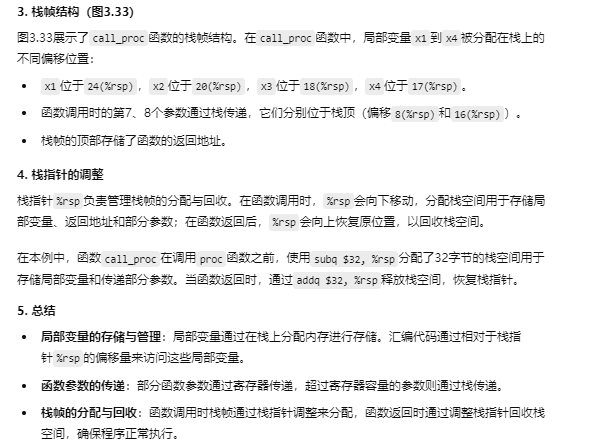 3. 栈帧结构（图3.33）
图3.33展示了 call_proc 函数的栈帧结构。在 call_proc 函数中，局部变量 x1 到 x4 被分配在栈上的
不同偏移位置：
• x1 位于 24(%rsp) ，x2 位于 20(%rsp) ，x3 位于 18(%rsp) ，x4 位于 17(%rsp) 。
• 函数调用时的第7、8个参数通过栈传递，它们分别位于栈顶（偏移 8(%rsp) 和 16(%rsp) ）。
• 栈帧的顶部存储了函数的返回地址。
4. 栈指针的调整
栈指针 %rsp 负责管理栈帧的分配与回收。在函数调用时， %rsp 会向下移动，分配栈空间用于存储局
部变量、返回地址和部分参数；在函数返回后， %rsp 会向上恢复原位置，以回收栈空间。
在本例中，函数 call_proc 在调用 proc 函数之前，使用 subq $32, %rsp 分配了32字节的栈空间用于
存储局部变量和传递部分参数。当函数返回时，通过 addq $32, %rsp 释放栈空间，恢复栈指针。
5. 总结
• 局部变量的存储与管理：局部变量通过在栈上分配内存进行存储。汇编代码通过相对于栈指
针 %rsp 的偏移量来访问这些局部变量。
• 函数参数的传递：部分函数参数通过寄存器传递，超过寄存器容量的参数则通过栈传递。
• 栈帧的分配与回收：函数调用时栈帧通过栈指针调整来分配，函数返回时通过调整栈指针回收栈
空间，确保程序正常执行。